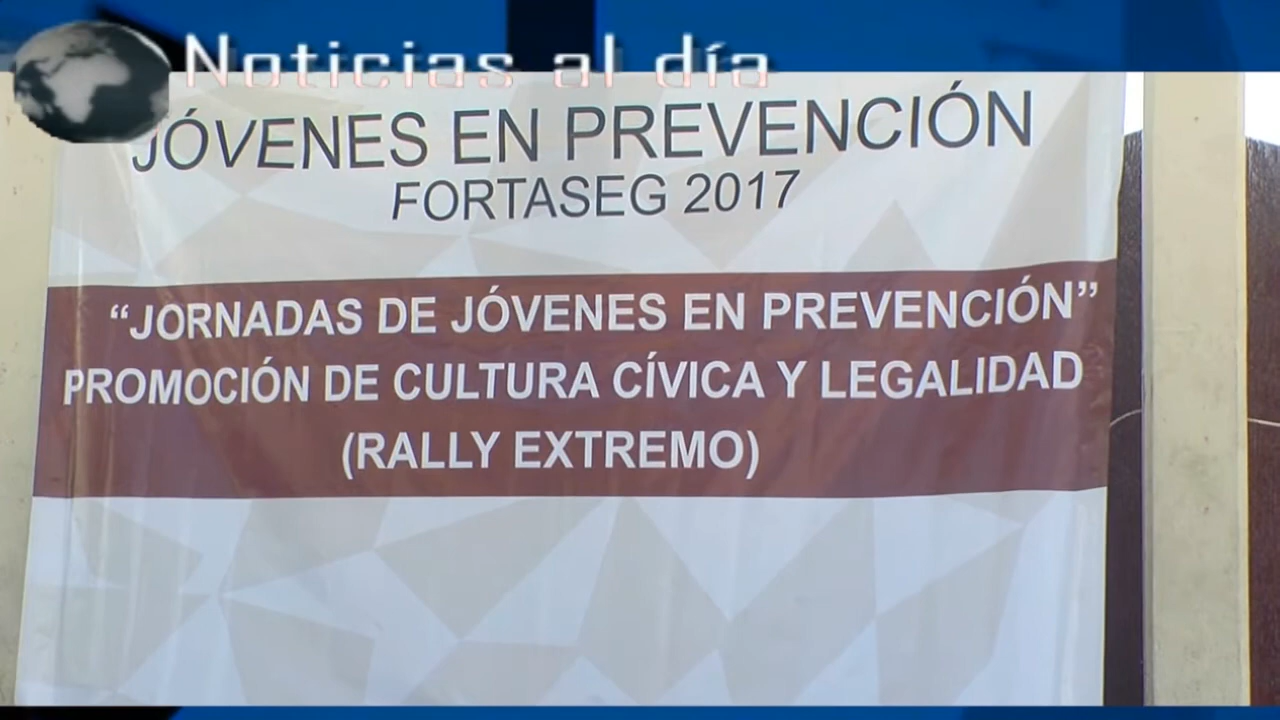 Noticias al día
JÓVENES EN PREVENCIÓN
FORTASEG 2017
“JORNADAS DE JÓVENES EN PREVENCIÓN”
PROMOCIÓN DE CULTURA CÍVICA Y LEGALIDAD
(RALLY EXTREMO)